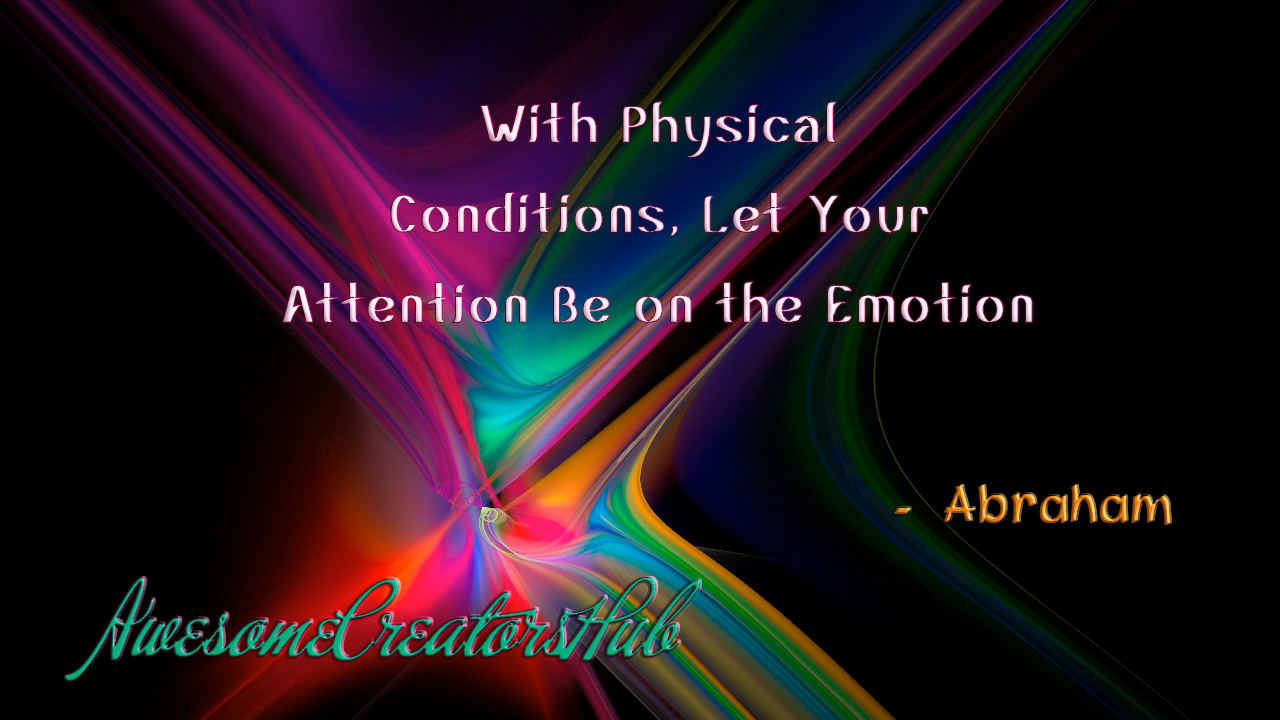 With Physical
Conditions, Let Your
Attention Be on the Emotion
- Abraham
AwesomeCreatorsHub